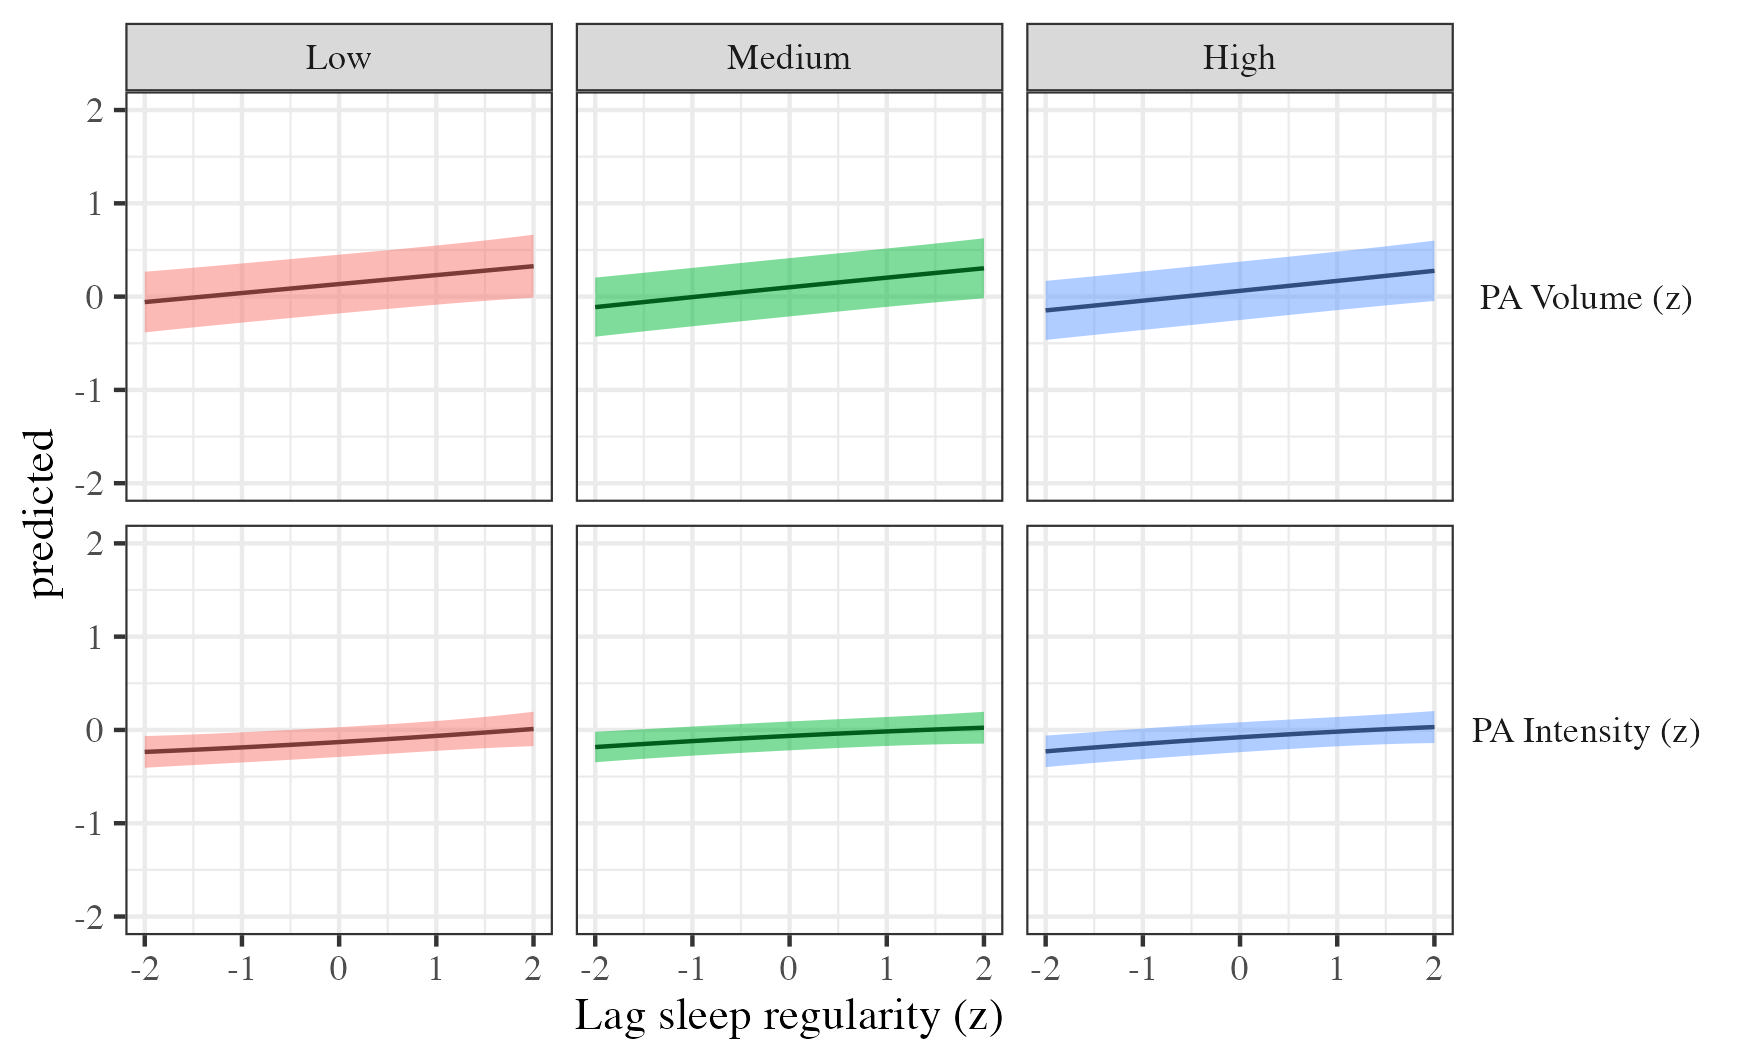 Low Medium High
2
1
0
-1
-2
PA Volume (z)
predicted
2
1
0
-1
-2
PA Intensity (z)
-2 -1 0 1 2 -2 -1 0 1 2 -2 -1 0 1 2
Lag sleep regularity (z)